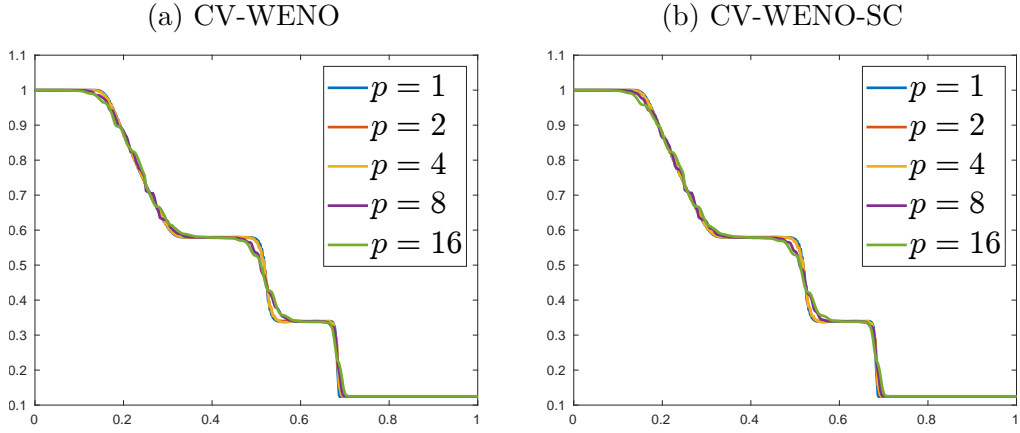 (a) CV-WENO
1.1
1
0.9
0.8
0.7
0.6
0.5
0.4
0.3
0.2
0.1
0 0.2 0.4 0.6 0.8 1
p = 1
p = 2
p = 4
p = 8
p = 16
(b) CV-WENO-SC
1.1
1
0.9
0.8
0.7
0.6
0.5
0.4
0.3
0.2
0.1
0 0.2 0.4 0.6 0.8 1
p = 1
p = 2
p = 4
p = 8
p = 16